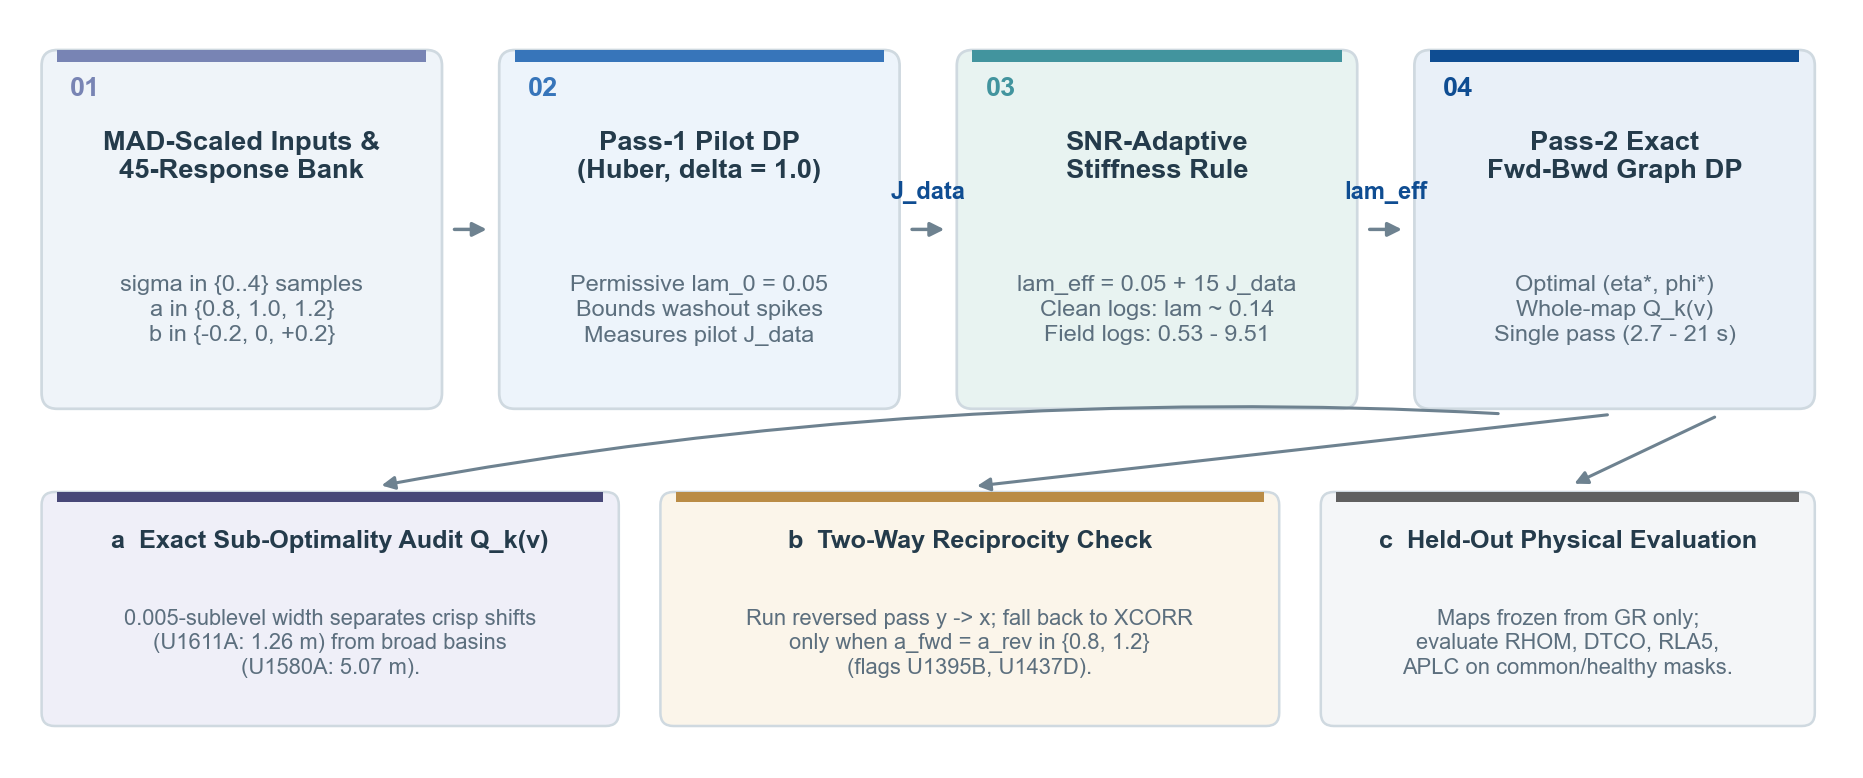 01
MAD-Scaled Inputs &
45-Response Bank
sigma in {0..4} samples
a in {0.8, 1.0, 1.2}
b in {-0.2, 0, +0.2}
02
Pass-1 Pilot DP
(Huber, delta = 1.0)
Permissive lam_0 = 0.05
Bounds washout spikes
Measures pilot J_data
J_data
03
SNR-Adaptive
Stiffness Rule
lam_eff = 0.05 + 15 J_data
Clean logs: lam ~ 0.14
Field logs: 0.53 - 9.51
lam_eff
04
Pass-2 Exact
Fwd-Bwd Graph DP
Optimal (eta*, phi*)
Whole-map Q_k(v)
Single pass (2.7 - 21 s)
a Exact Sub-Optimality Audit Q_k(v)
0.005-sublevel width separates crisp shifts
(U1611A: 1.26 m) from broad basins
(U1580A: 5.07 m).
b Two-Way Reciprocity Check
Run reversed pass y -> x; fall back to XCORR
only when a_fwd = a_rev in {0.8, 1.2}
(flags U1395B, U1437D).
c Held-Out Physical Evaluation
Maps frozen from GR only;
evaluate RHOM, DTCO, RLA5,
APLC on common/healthy masks.